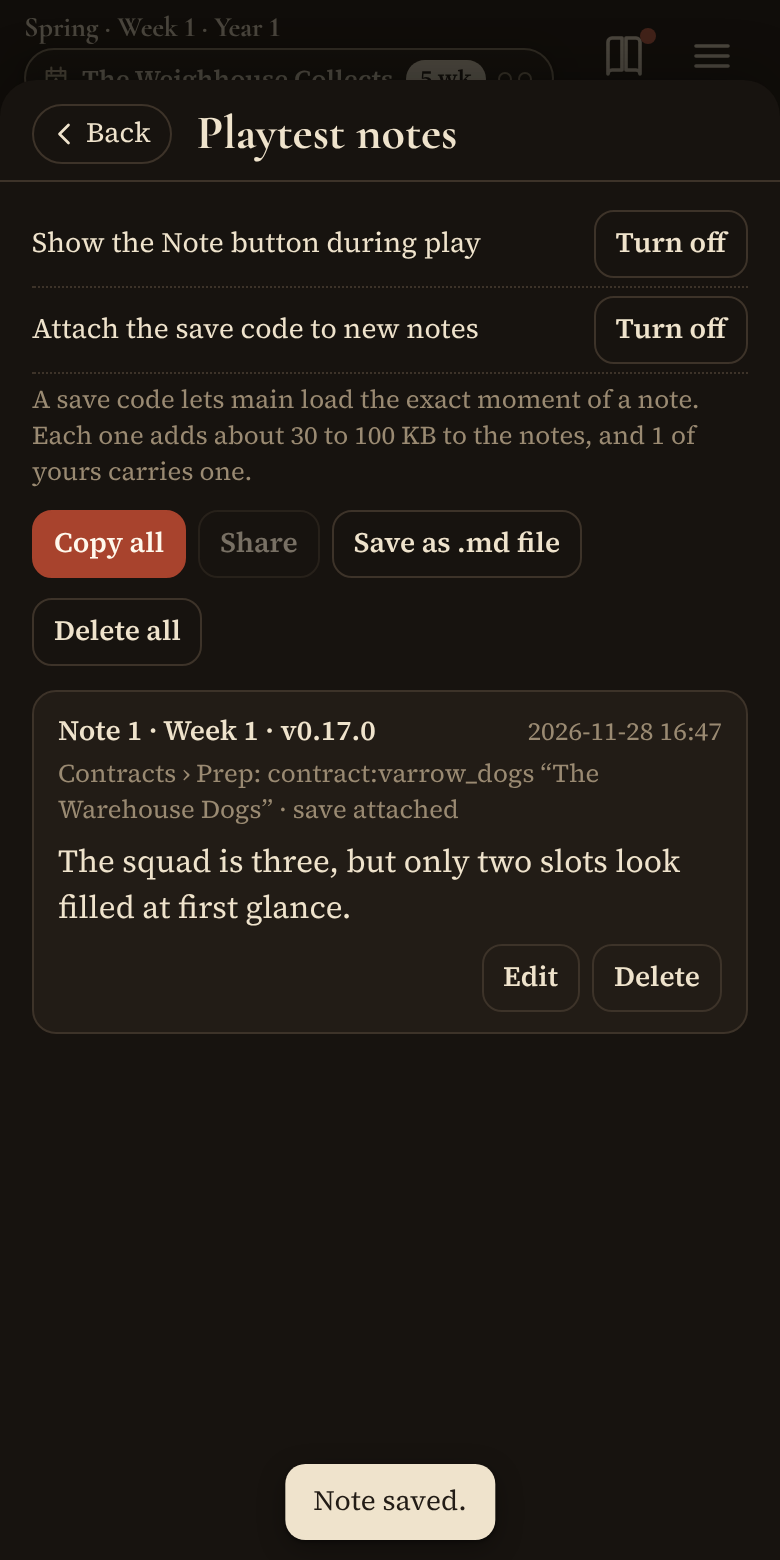 Spring · Week 1 · Year 1
The Weighhouse Collects 5 wk
Back
Playtest notes
Show the Note button during play
Turn off
Attach the save code to new notes
Turn off
A save code lets main load the exact moment of a note.
Each one adds about 30 to 100 KB to the notes, and 1 of
yours carries one.
Copy all
Share
Save as .md file
Delete all
Note 1 · Week 1 · v0.17.0
2026-11-28 16:47
Contracts › Prep: contract:varrow_dogs “The
Warehouse Dogs” · save attached
The squad is three, but only two slots look
filled at first glance.
Edit
Delete
Note saved.